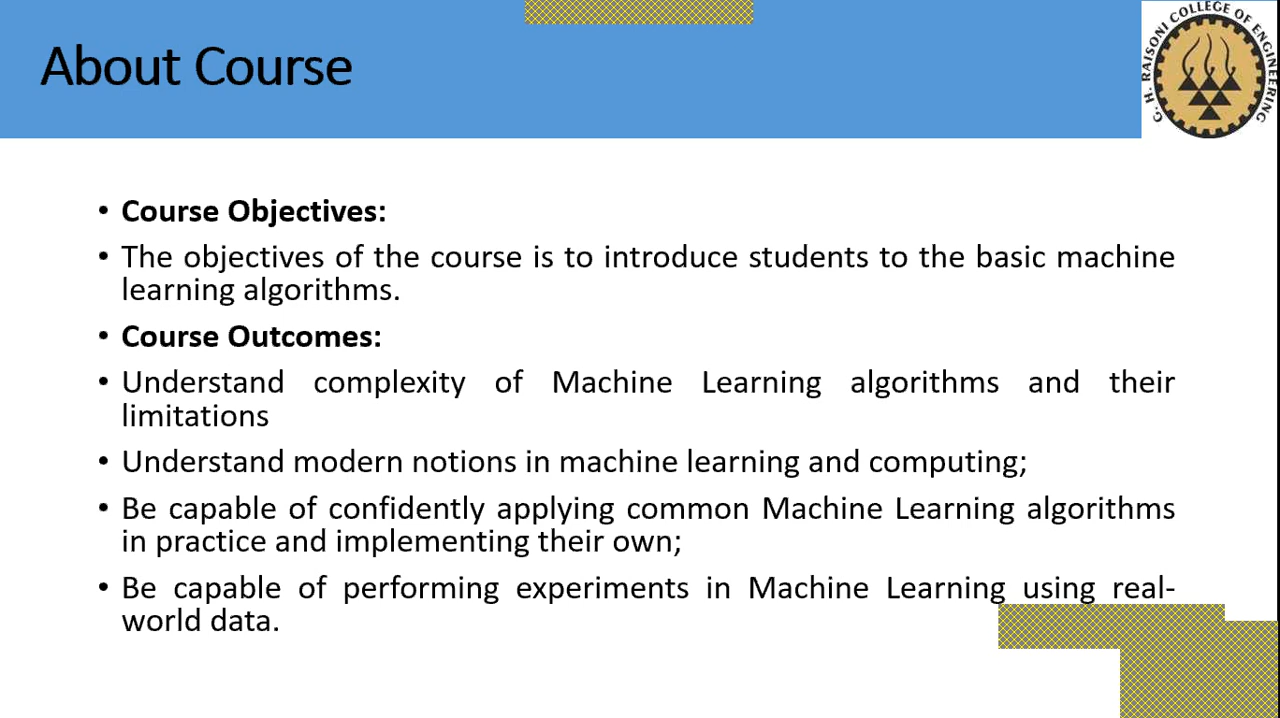 About Course
G. H. RAISONI COLLEGE OF ENGINEERING
• Course Objectives:
• The objectives of the course is to introduce students to the basic machine
learning algorithms.
• Course Outcomes:
• Understand complexity of Machine Learning algorithms and their
limitations
• Understand modern notions in machine learning and computing;
• Be capable of confidently applying common Machine Learning algorithms
in practice and implementing their own;
• Be capable of performing experiments in Machine Learning using real-
world data.